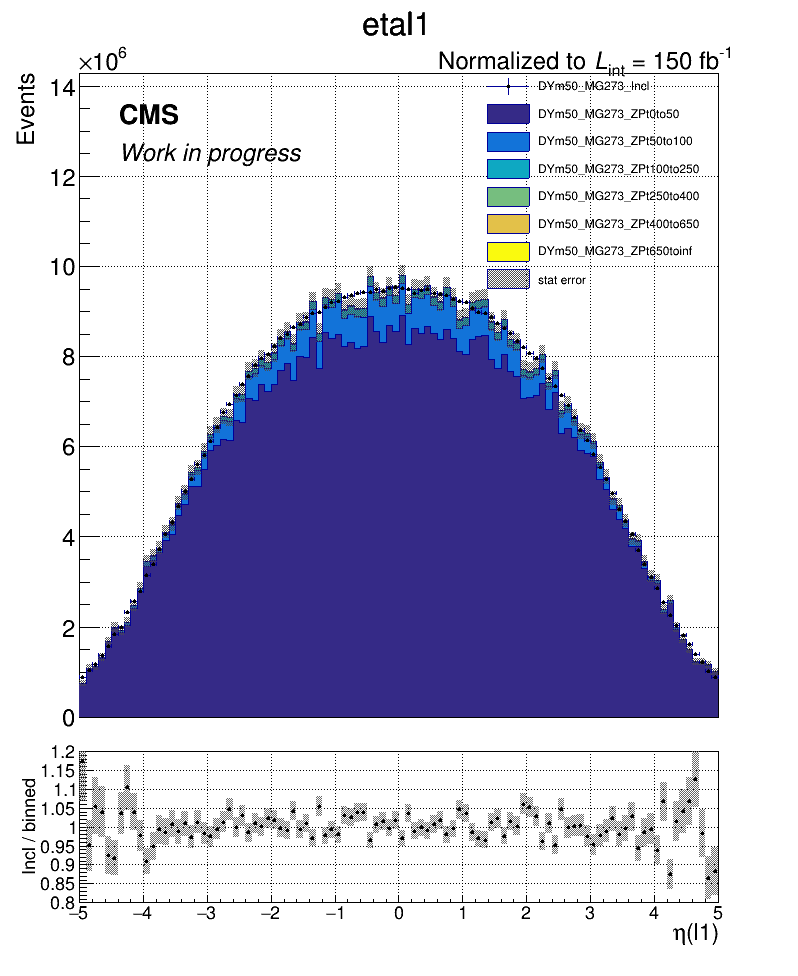 etal1
×10⁶
Normalized to L_int = 150 fb⁻¹
Events
CMS
Work in progress
DYm50_MG273_Incl
DYm50_MG273_ZPt0to50
DYm50_MG273_ZPt50to100
DYm50_MG273_ZPt100to250
DYm50_MG273_ZPt250to400
DYm50_MG273_ZPt400to650
DYm50_MG273_ZPt650toinf
stat error
14
12
10
8
6
4
2
0
Incl / binned
1.2
1.15
1.1
1.05
1
0.95
0.9
0.85
0.8
−5 −4 −3 −2 −1 0 1 2 3 4 5
η(l1)